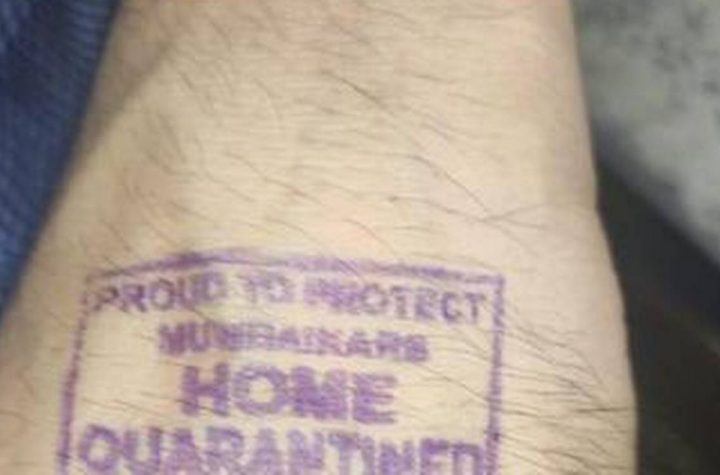 PROUD TO PROTECT
MUMBAIKARS
HOME
QUARANTINED